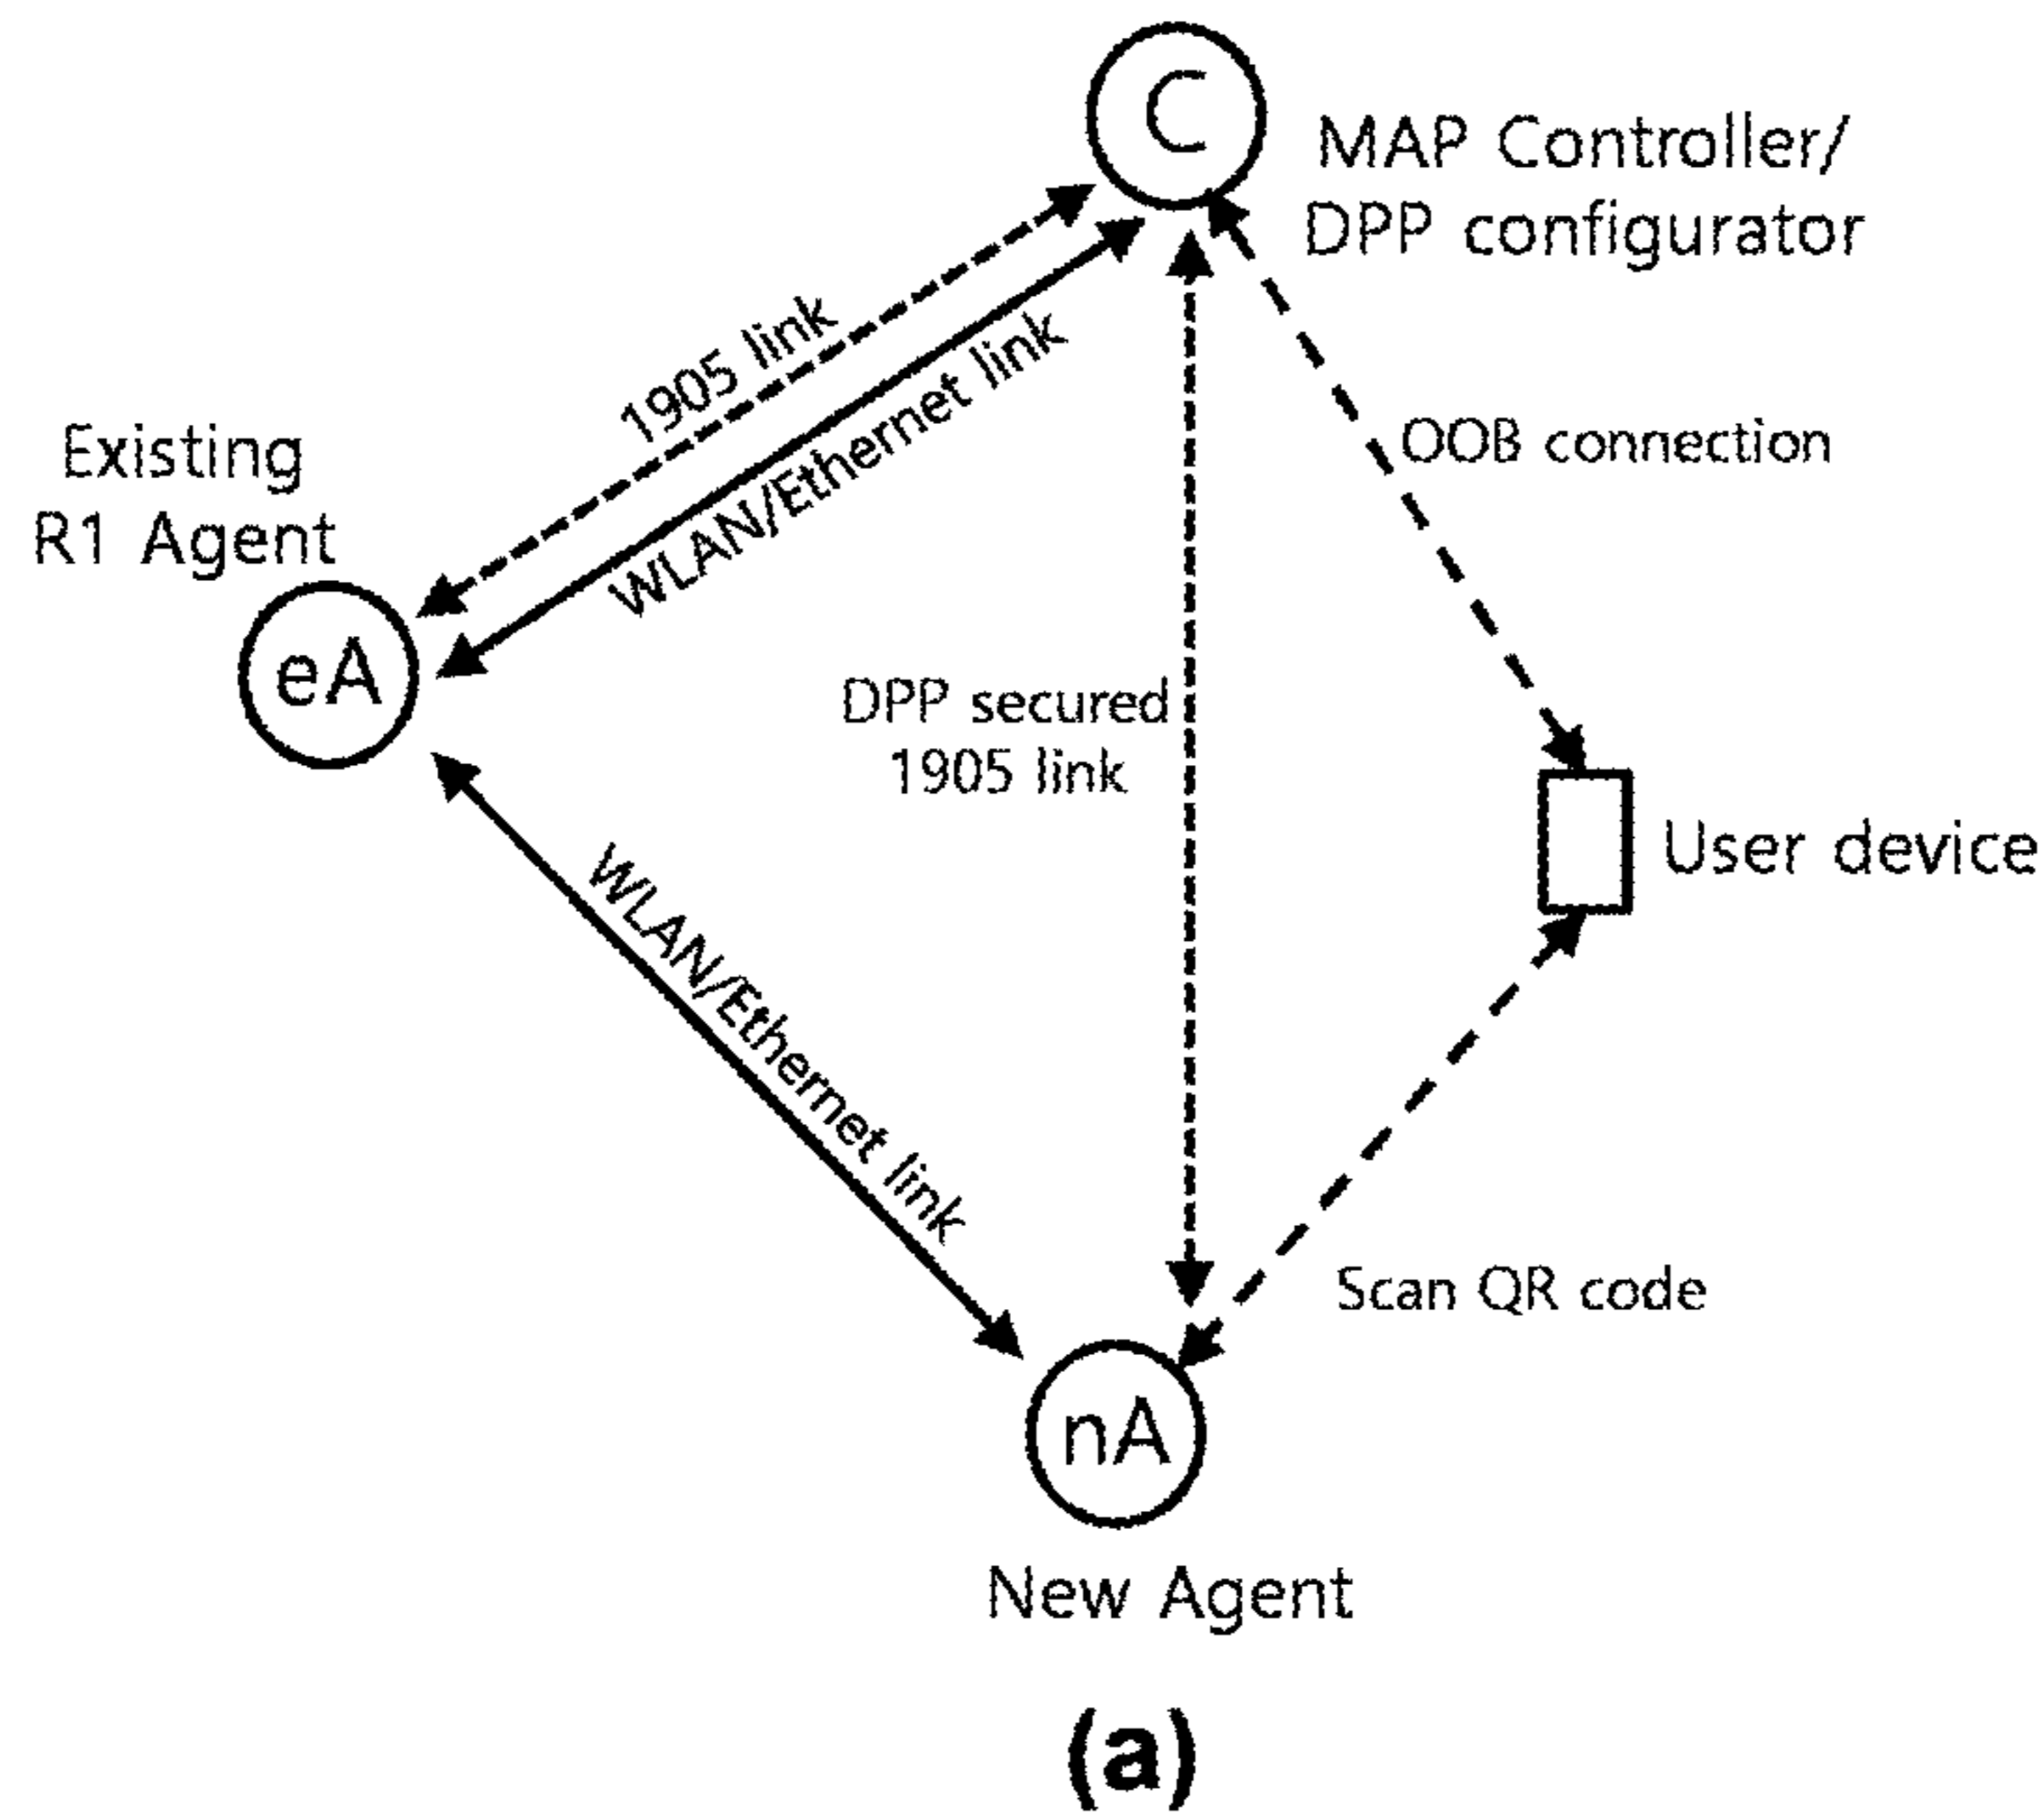 C
MAP Controller/
DPP configurator
1905 link
WLAN/Ethernet link
OOB connection
Existing
R1 Agent
eA
DPP secured
1905 link
User device
WLAN/Ethernet link
Scan QR code
nA
New Agent
(a)